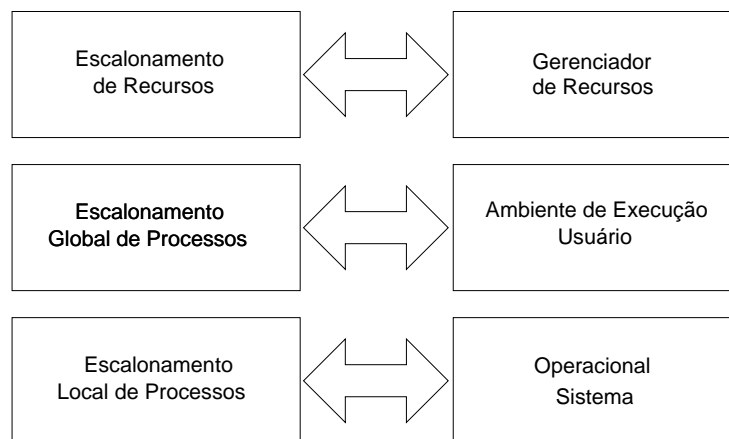 Escalonamento
de Recursos
Gerenciador
de Recursos
Escalonamento
Global de Processos
Ambiente de Execução
Usuário
Escalonamento
Local de Processos
Operacional
Sistema